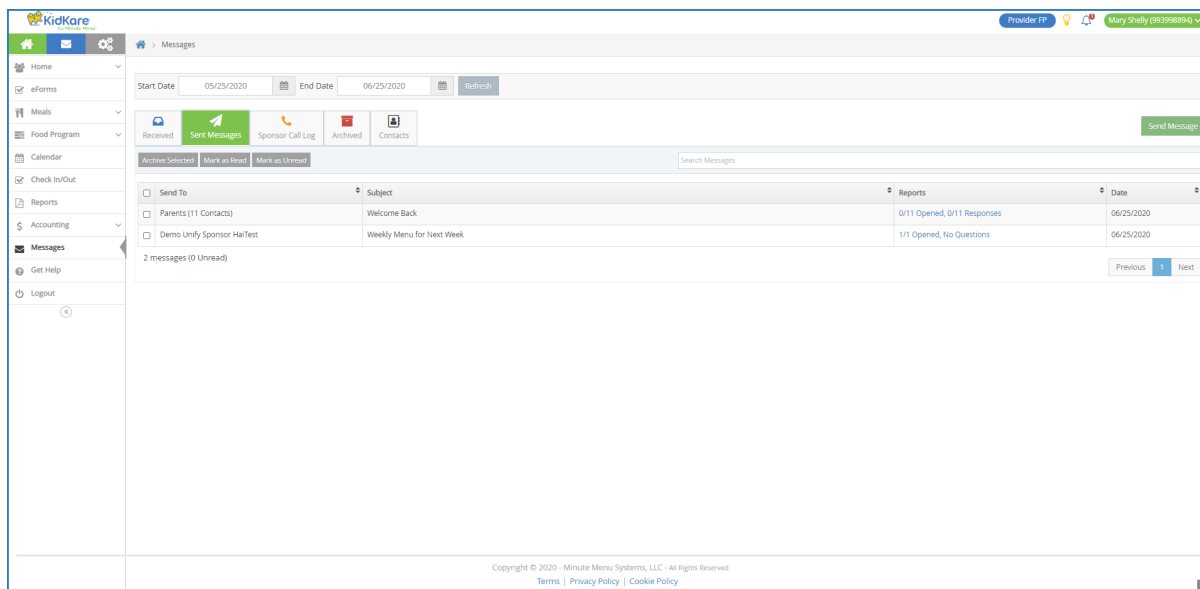 KidKare
by Minute Menu
Provider FP
Mary Shelly (993998894)
Messages
Home
eForms
Meals
Food Program
Calendar
Check In/Out
Reports
Accounting
Messages
Get Help
Logout
Start Date 05/25/2020 End Date 06/25/2020 Refresh
Received Sent Messages Sponsor Call Log Archived Contacts
Send Message
Archive Selected Mark as Read Mark as Unread Search Messages
Send To Subject Reports Date
Parents (11 Contacts) Welcome Back 0/11 Opened, 0/11 Responses 06/25/2020
Demo Unify Sponsor HaiTest Weekly Menu for Next Week 1/1 Opened, No Questions 06/25/2020
2 messages (0 Unread)
Previous 1 Next
Copyright © 2020 - Minute Menu Systems, LLC - All Rights Reserved
Terms | Privacy Policy | Cookie Policy